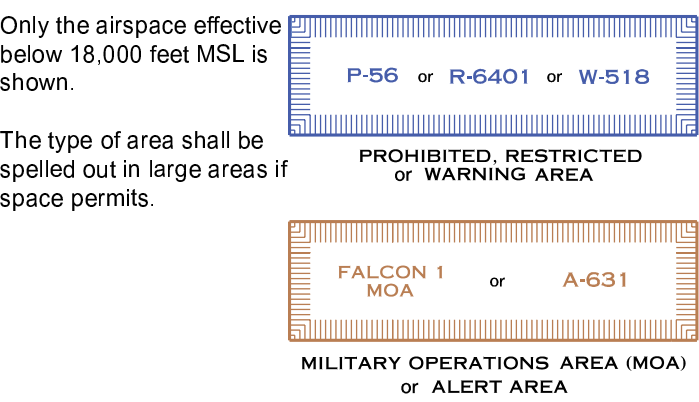 Only the airspace effective
below 18,000 feet MSL is
shown.
The type of area shall be
spelled out in large areas if
space permits.
P-56 or R-6401 or W-518
PROHIBITED, RESTRICTED
or WARNING AREA
FALCON 1
MOA
or
A-631
MILITARY OPERATIONS AREA (MOA)
or ALERT AREA